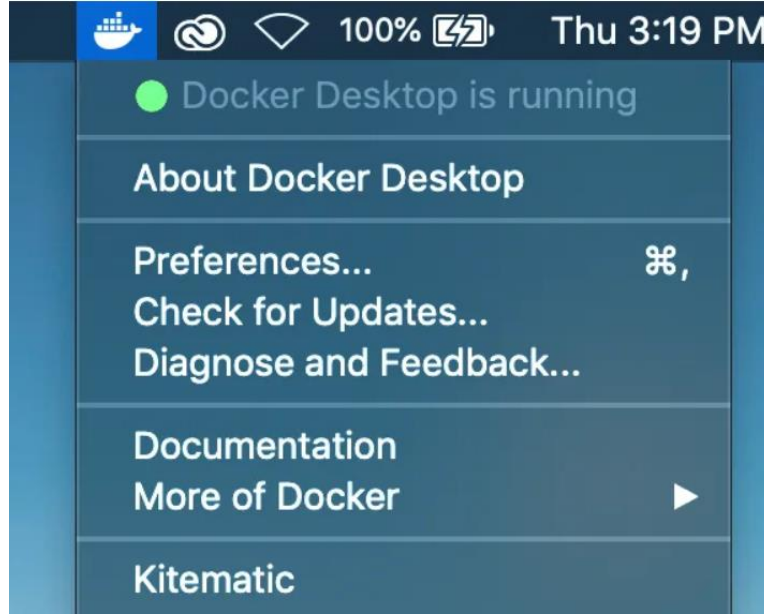 100% Thu 3:19 PM
Docker Desktop is running
About Docker Desktop
Preferences... ⌘,
Check for Updates...
Diagnose and Feedback...
Documentation
More of Docker
Kitematic